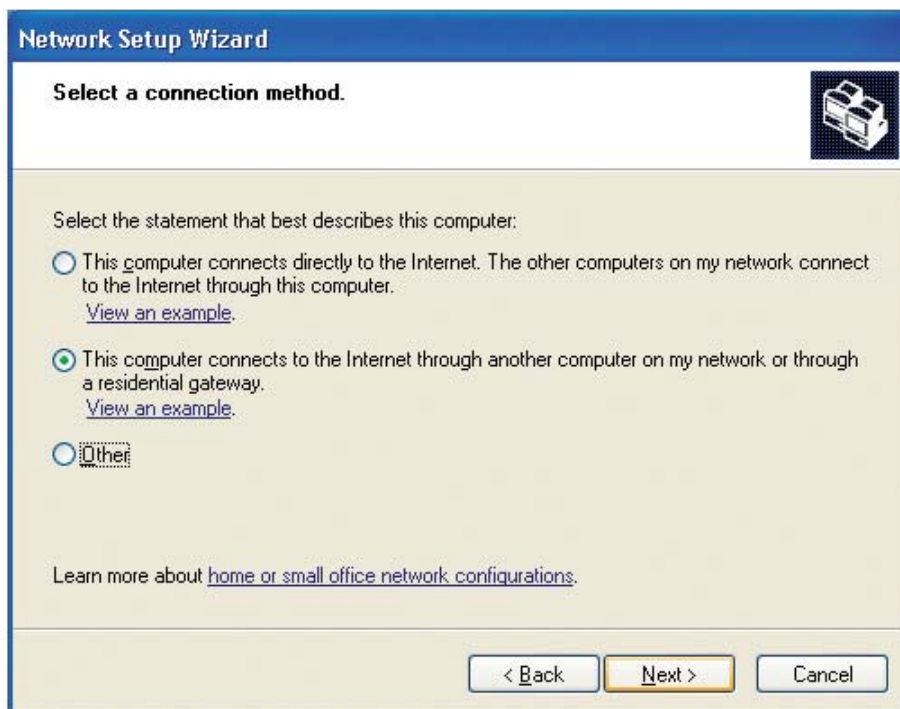 Network Setup Wizard
Select a connection method.
Select the statement that best describes this computer:
This computer connects directly to the Internet. The other computers on my network connect
to the Internet through this computer.
View an example.
This computer connects to the Internet through another computer on my network or through
a residential gateway.
View an example.
Other
Learn more about home or small office network configurations.
< Back
Next >
Cancel